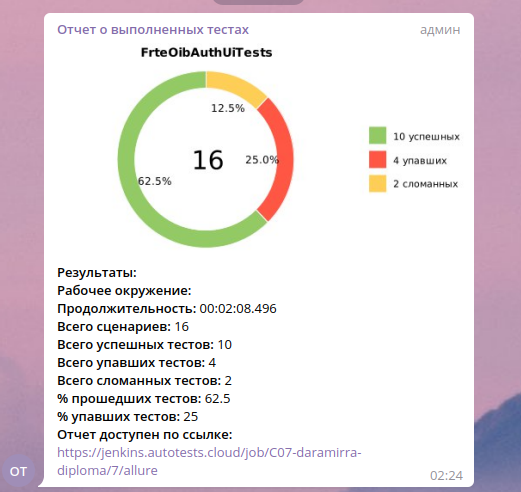 Отчет о выполненных тестах админ
FrteOibAuthUiTests
12.5%
16
25.0%
62.5%
10 успешных
4 упавших
2 сломанных
Результаты:
Рабочее окружение:
Продолжительность: 00:02:08.496
Всего сценариев: 16
Всего успешных тестов: 10
Всего упавших тестов: 4
Всего сломанных тестов: 2
% прошедших тестов: 62.5
% упавших тестов: 25
Отчет доступен по ссылке:
https://jenkins.autotests.cloud/job/C07-daramirra-
diploma/7/allure
ОТ
02:24